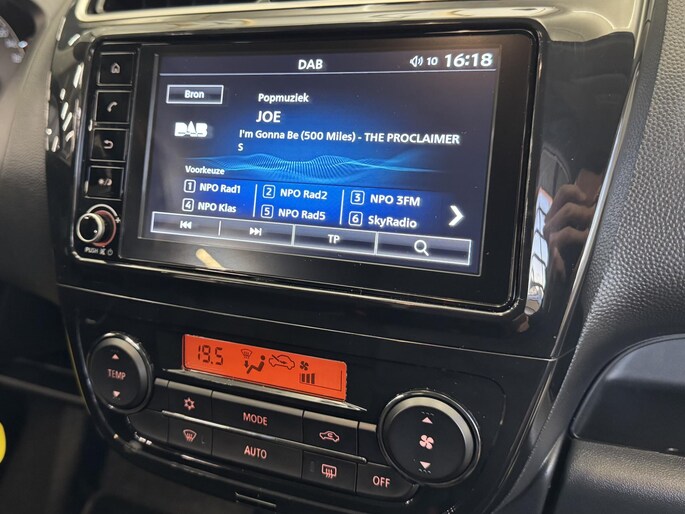 DAB
10 16:18
Bron
Popmuziek
JOE
DAB
I'm Gonna Be (500 Miles) - THE PROCLAIMER
S
Voorkeuze
1 NPO Rad1
2 NPO Rad2
3 NPO 3FM
4 NPO Klas
5 NPO Rad5
6 SkyRadio
TP
PUSH
19.5
TEMP
MODE
AUTO
OFF